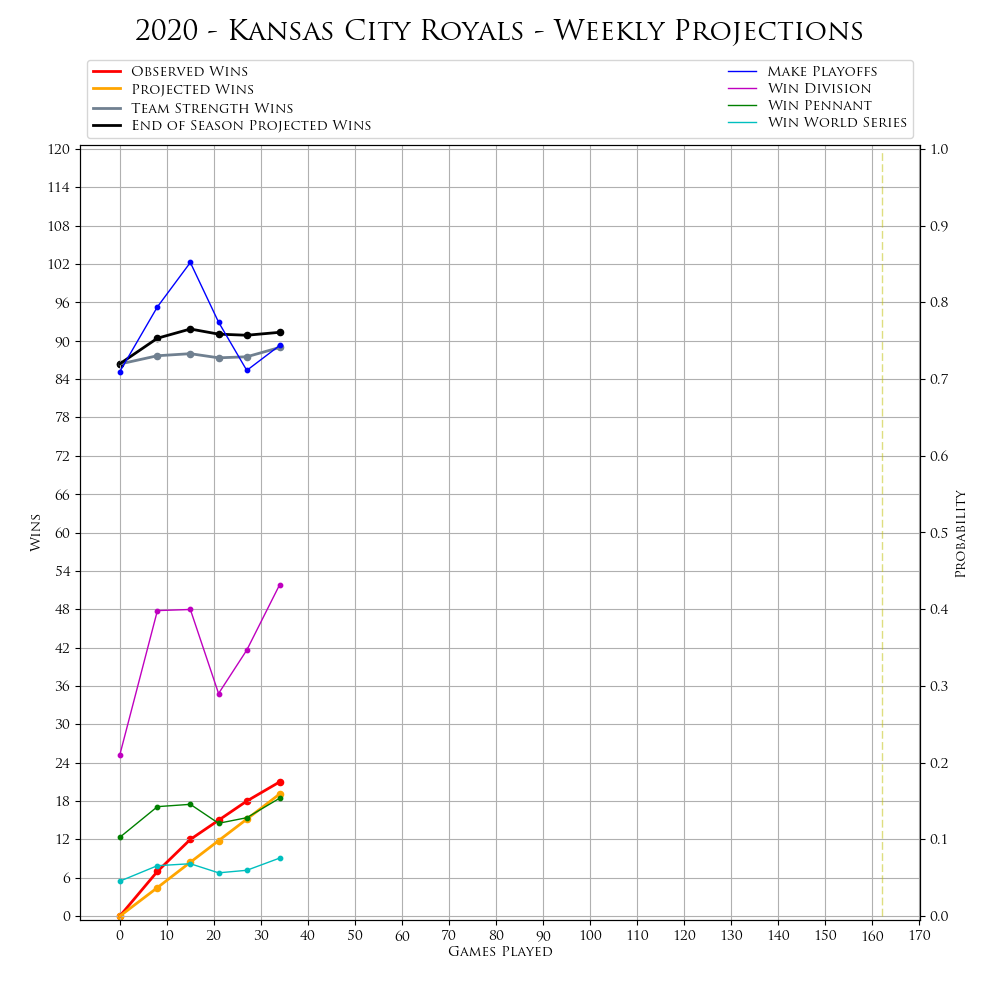 2020 - Kansas City Royals - Weekly Projections
Observed Wins
Projected Wins
Team Strength Wins
End of Season Projected Wins
Make Playoffs
Win Division
Win Pennant
Win World Series
120
114
108
102
96
90
84
78
72
66
60
54
48
42
36
30
24
18
12
6
0
Wins
1.0
0.9
0.8
0.7
0.6
0.5
0.4
0.3
0.2
0.1
0.0
Probability
0 10 20 30 40 50 60 70 80 90 100 110 120 130 140 150 160 170
Games Played